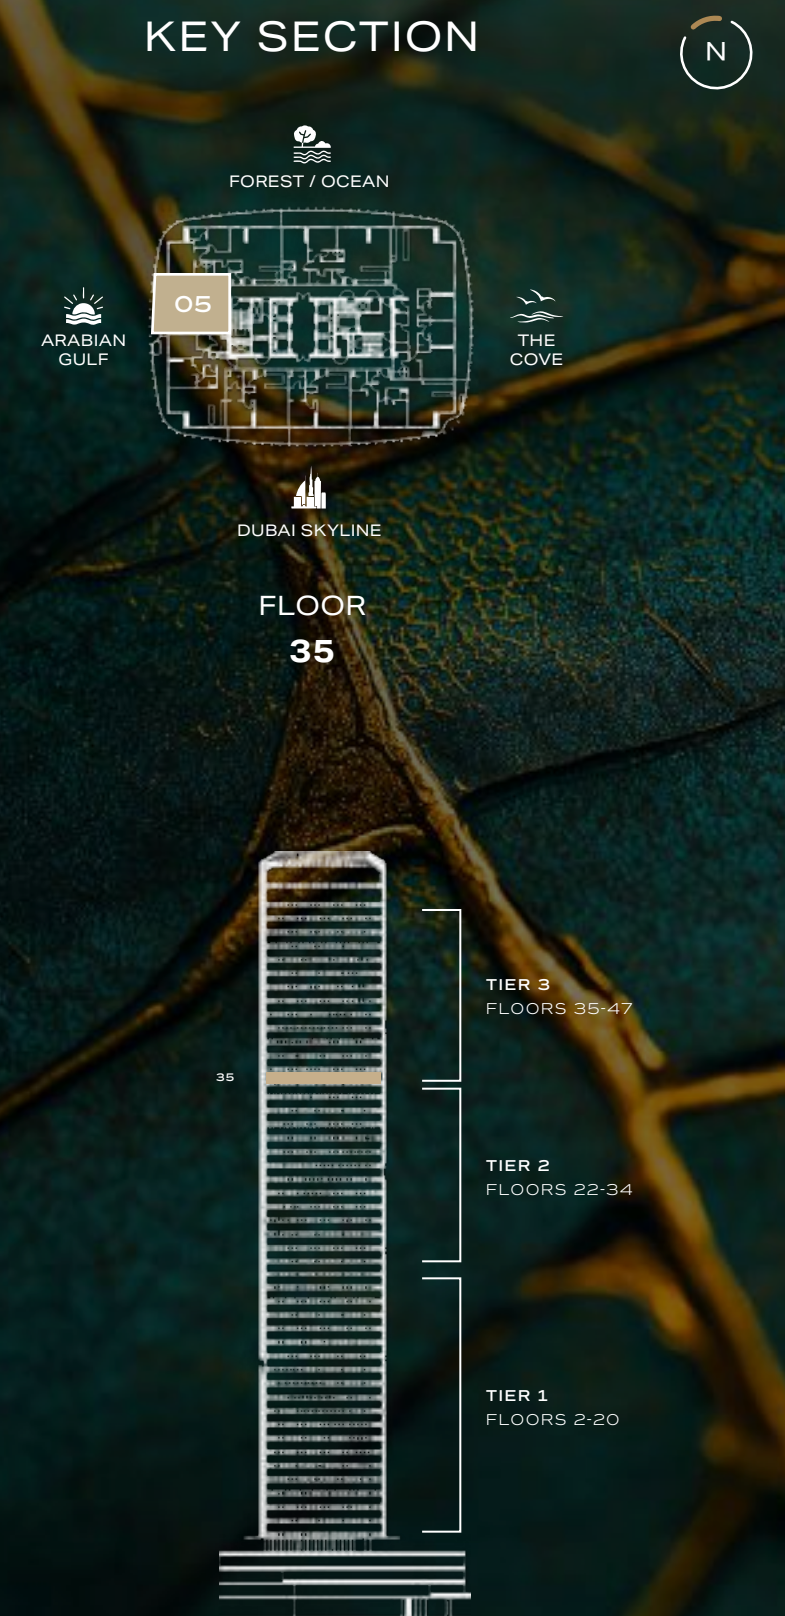 KEY SECTION
N
FOREST / OCEAN
05
ARABIAN
GULF
THE
COVE
DUBAI SKYLINE
FLOOR
35
TIER 3
FLOORS 35-47
35
TIER 2
FLOORS 22-34
TIER 1
FLOORS 2-20